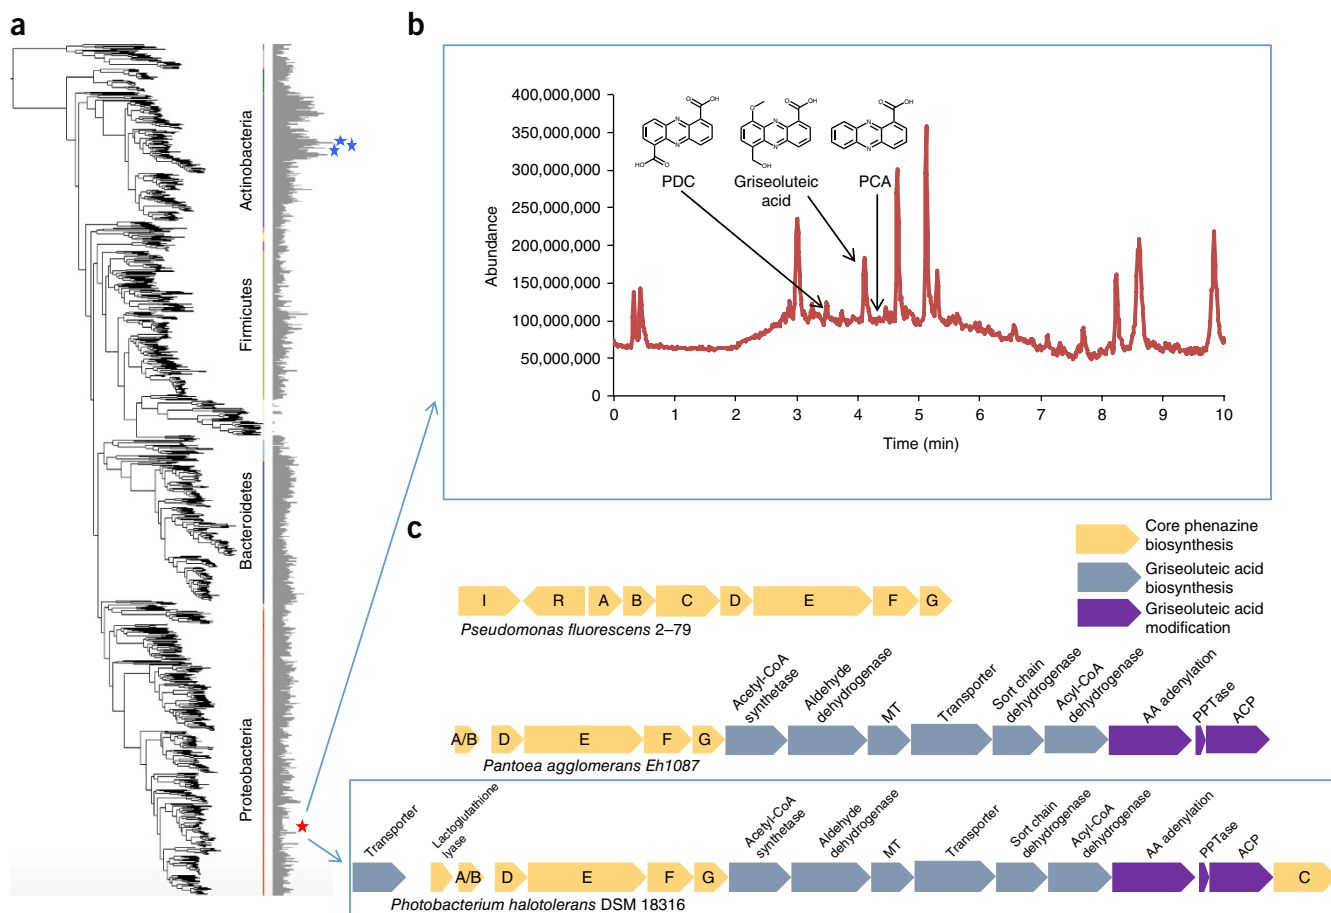 a
Actinobacteria
Firmicutes
Bacteroidetes
Proteobacteria
b
400,000,000
350,000,000
300,000,000
250,000,000
200,000,000
150,000,000
100,000,000
50,000,000
0
Abundance
0 1 2 3 4 5 6 7 8 9 10
Time (min)
O OH
N
N
HO O
PDC
O
O OH
N
N
OH
Griseoluteic
acid
O OH
N
N
PCA
c
Core phenazine
biosynthesis
Griseoluteic acid
biosynthesis
Griseoluteic acid
modification
I R A B C D E F G
Pseudomonas fluorescens 2–79
Acetyl-CoA
synthetase
Aldehyde
dehydrogenase
MT
Transporter
Sort chain
dehydrogenase
Acyl-CoA
dehydrogenase
AA adenylation
PPTase
ACP
A/B D E F G
Pantoea agglomerans Eh1087
Transporter
Lactoglutathione
lyase
Acetyl-CoA
synthetase
Aldehyde
dehydrogenase
MT
Transporter
Sort chain
dehydrogenase
Acyl-CoA
dehydrogenase
AA adenylation
PPTase
ACP
A/B D E F G C
Photobacterium halotolerans DSM 18316